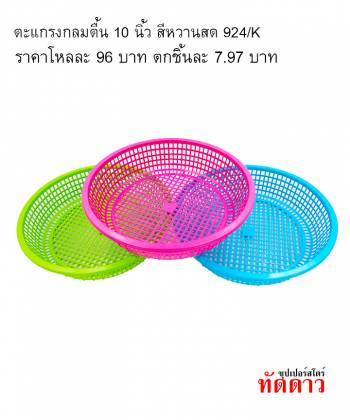 ตะแกรงกลมตื้น 10 นิ้ว สีหวานสด 924/K
ราคาโหลละ 96 บาท ตกชิ้นละ 7.97 บาท
ซุปเปอร์สโตร์
ทัดดาว